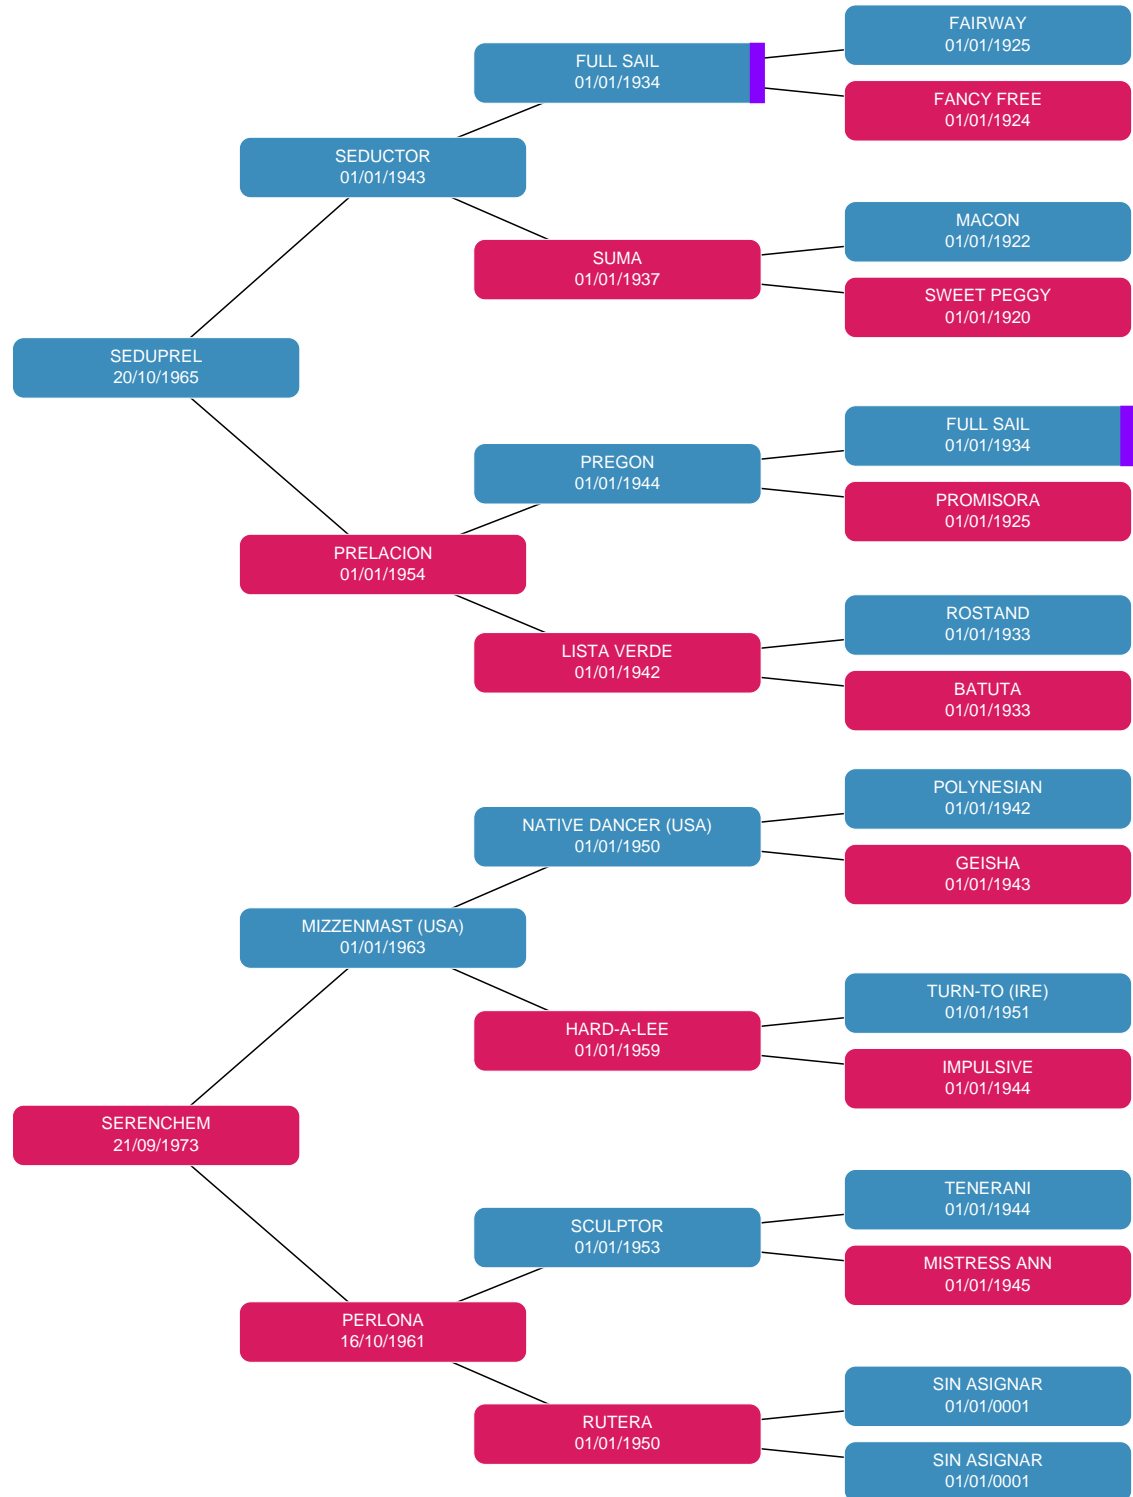 FAIRWAY
01/01/1925
FULL SAIL
01/01/1934
FANCY FREE
01/01/1924
SEDUCTOR
01/01/1943
MACON
01/01/1922
SUMA
01/01/1937
SWEET PEGGY
01/01/1920
SEDUPREL
20/10/1965
FULL SAIL
01/01/1934
PREGON
01/01/1944
PROMISORA
01/01/1925
PRELACION
01/01/1954
ROSTAND
01/01/1933
LISTA VERDE
01/01/1942
BATUTA
01/01/1933
POLYNESIAN
01/01/1942
NATIVE DANCER (USA)
01/01/1950
GEISHA
01/01/1943
MIZZENMAST (USA)
01/01/1963
TURN-TO (IRE)
01/01/1951
HARD-A-LEE
01/01/1959
IMPULSIVE
01/01/1944
SERENCHEM
21/09/1973
TENERANI
01/01/1944
SCULPTOR
01/01/1953
MISTRESS ANN
01/01/1945
PERLONA
16/10/1961
SIN ASIGNAR
01/01/0001
RUTERA
01/01/1950
SIN ASIGNAR
01/01/0001